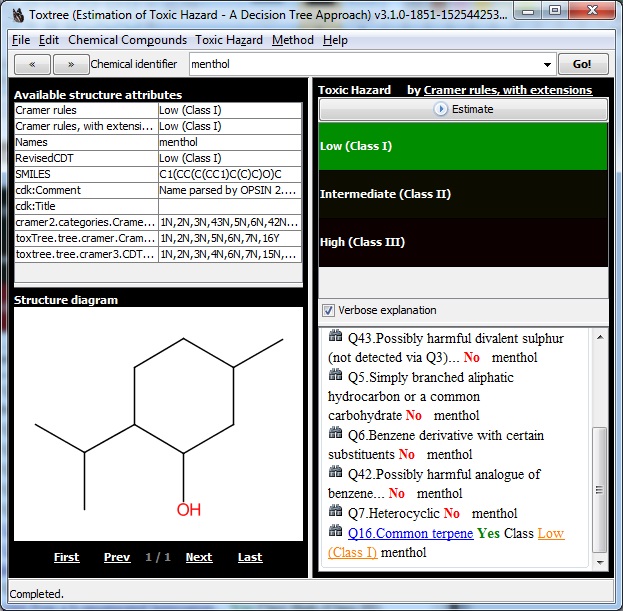 Toxtree (Estimation of Toxic Hazard - A Decision Tree Approach) v3.1.0-1851-152544253...
File Edit Chemical Compounds Toxic Hazard Method Help
« » Chemical identifier menthol Go!
Available structure attributes
Cramer rules Low (Class I)
Cramer rules, with extensi... Low (Class I)
Names menthol
RevisedCDT Low (Class I)
SMILES C1(CC(C(CC1)C(C)C)O)C
cdk:Comment Name parsed by OPSIN 2....
cdk:Title
cramer2.categories.Crame... 1N,2N,3N,43N,5N,6N,42N...
toxTree.tree.cramer.Cram... 1N,2N,3N,5N,6N,7N,16Y
toxtree.tree.cramer3.CDT... 1N,2N,3N,4N,6N,7N,15N,...
Structure diagram
OH
First Prev 1 / 1 Next Last
Toxic Hazard by Cramer rules, with extensions
Estimate
Low (Class I)
Intermediate (Class II)
High (Class III)
Verbose explanation
Q43.Possibly harmful divalent sulphur
(not detected via Q3)... No menthol
Q5.Simply branched aliphatic
hydrocarbon or a common
carbohydrate No menthol
Q6.Benzene derivative with certain
substituents No menthol
Q42.Possibly harmful analogue of
benzene... No menthol
Q7.Heterocyclic No menthol
Q16.Common terpene Yes Class Low
(Class I) menthol
Completed.